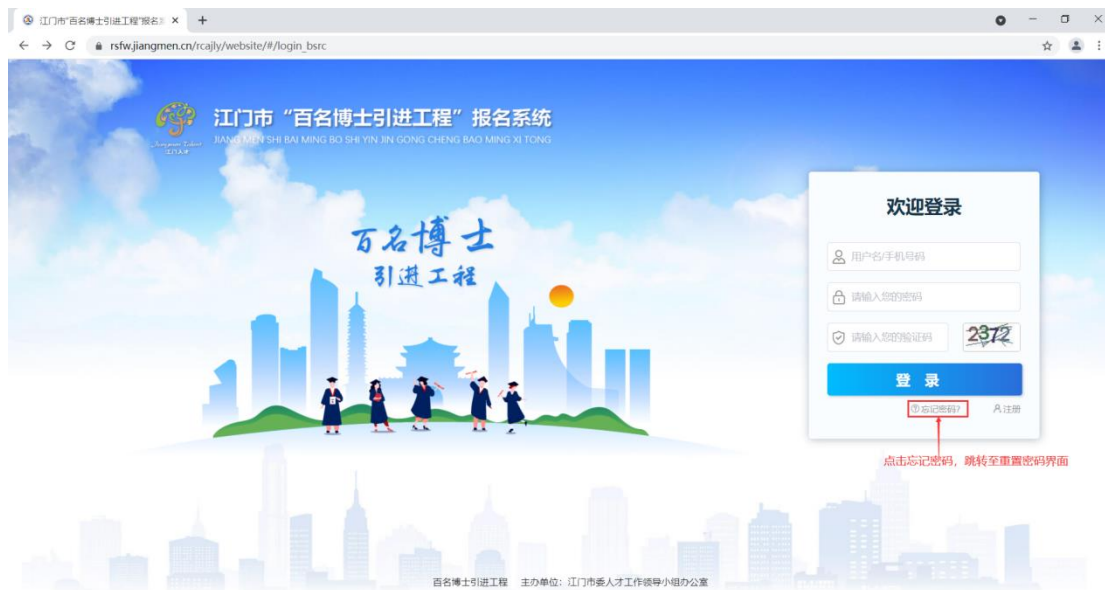 江门市“百名博士引进工程”报名
rsfw.jiangmen.cn/rcajly/website/#/login_bsrc
江门市“百名博士引进工程”报名系统
JIANG MEN SHI BAI MING BO SHI YIN JIN GONG CHENG BAO MING XI TONG
Jiangmen Talent
江门人才
百名博士
引进工程
欢迎登录
用户名/手机号码
请输入您的密码
请输入您的验证码
2372
登 录
忘记密码?
注册
点击忘记密码，跳转至重置密码界面
百名博士引进工程 主办单位：江门市委人才工作领导小组办公室